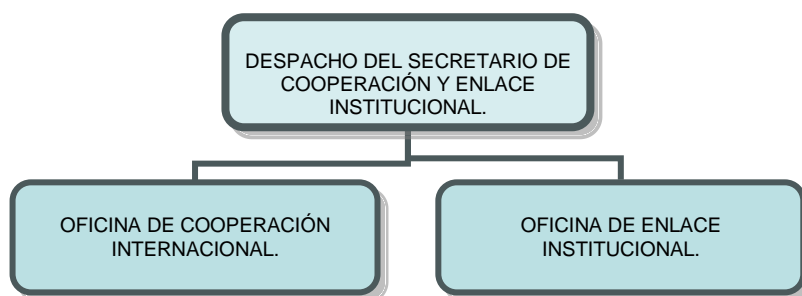 DESPACHO DEL SECRETARIO DE
COOPERACIÓN Y ENLACE
INSTITUCIONAL.
OFICINA DE COOPERACIÓN
INTERNACIONAL.
OFICINA DE ENLACE
INSTITUCIONAL.